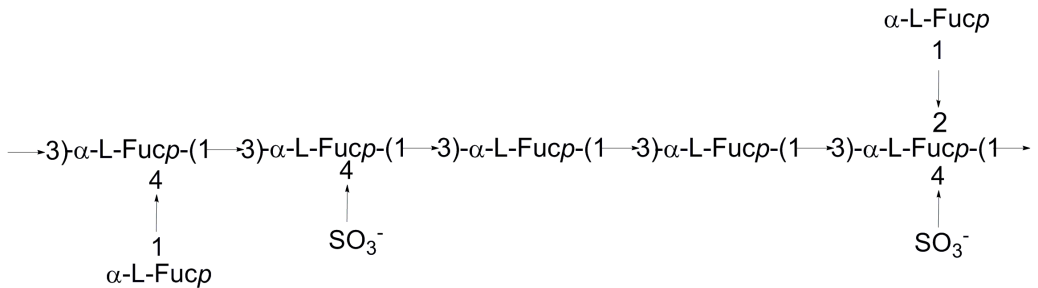 α-L-Fucp
1
2
3)-α-L-Fucp-(1 3)-α-L-Fucp-(1 3)-α-L-Fucp-(1 3)-α-L-Fucp-(1 3)-α-L-Fucp-(1
4 4 4
1 SO₃⁻ SO₃⁻
α-L-Fucp